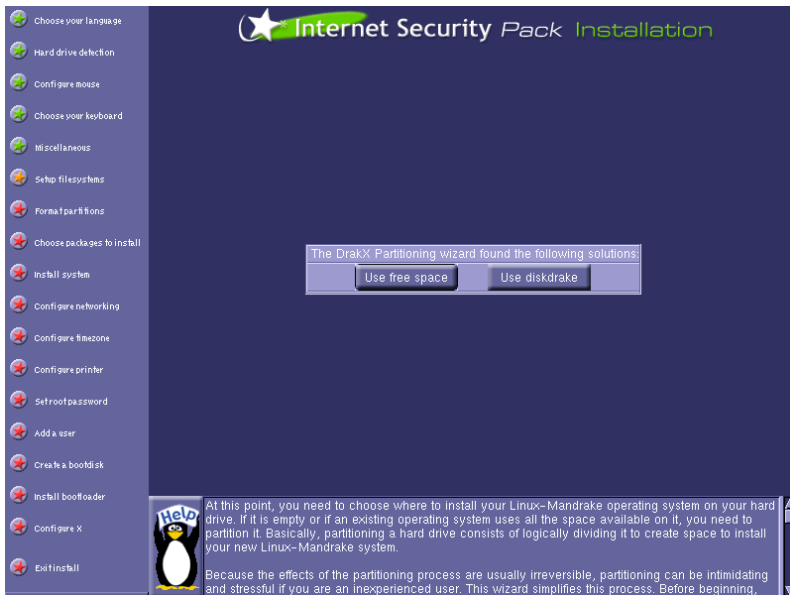 Internet Security Pack Installation
Choose your language
Hard drive detection
Configure mouse
Choose your keyboard
Miscellaneous
Setup filesystems
Format partitions
Choose packages to install
Install system
Configure networking
Configure timezone
Configure printer
Set root password
Add a user
Create a bootdisk
Install bootloader
Configure X
Exit install
The DrakX Partitioning wizard found the following solutions:
Use free space
Use diskdrake
Help
At this point, you need to choose where to install your Linux-Mandrake operating system on your hard
drive. If it is empty or if an existing operating system uses all the space available on it, you need to
partition it. Basically, partitioning a hard drive consists of logically dividing it to create space to install
your new Linux-Mandrake system.
Because the effects of the partitioning process are usually irreversible, partitioning can be intimidating
and stressful if you are an inexperienced user. This wizard simplifies this process. Before beginning,